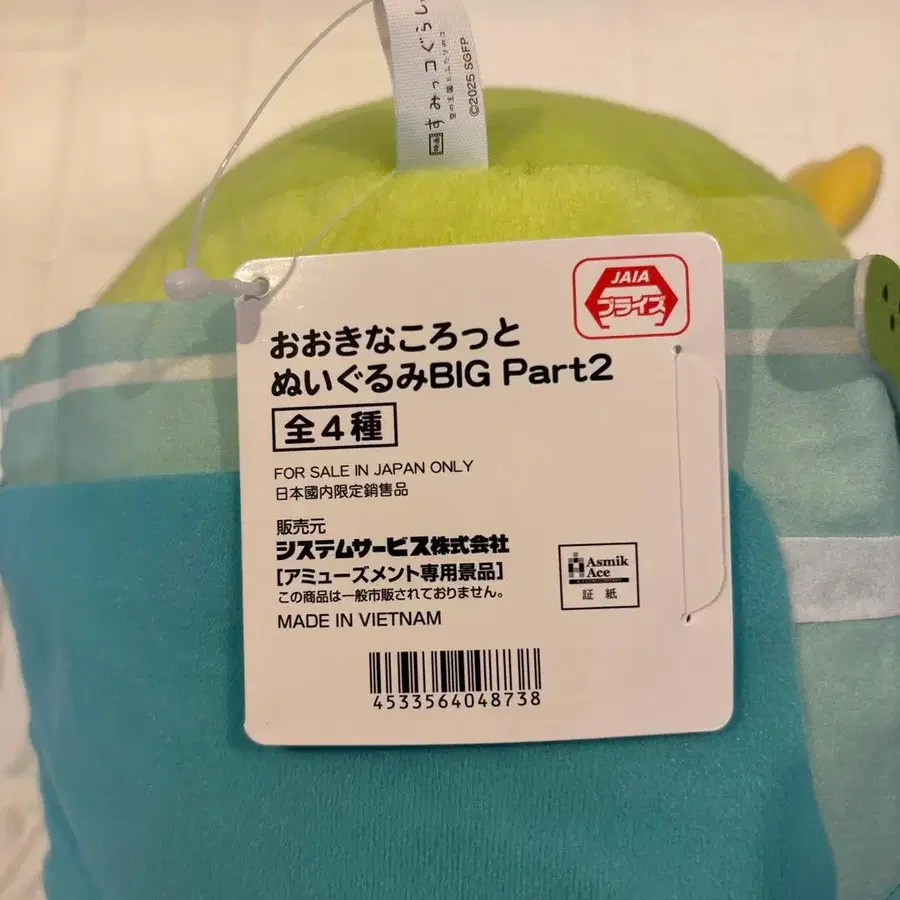 すみっコぐらし
©2025 SGFP
JAIA
プライズ
おおきなころっと
ぬいぐるみBIG Part2
全4種
FOR SALE IN JAPAN ONLY
日本國内限定銷售品
販売元
システムサービス株式会社
[アミューズメント専用景品]
この商品は一般市販されておりません。
MADE IN VIETNAM
Asmik
Ace
証紙
4533564048738